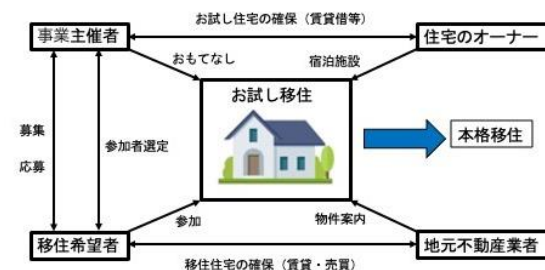 お試し住宅の確保（賃貸借等）
事業主催者
住宅のオーナー
おもてなし
宿泊施設
お試し移住
募集
応募
参加者選定
本格移住
参加
物件案内
移住希望者
地元不動産業者
移住住宅の確保（賃貸・売買）